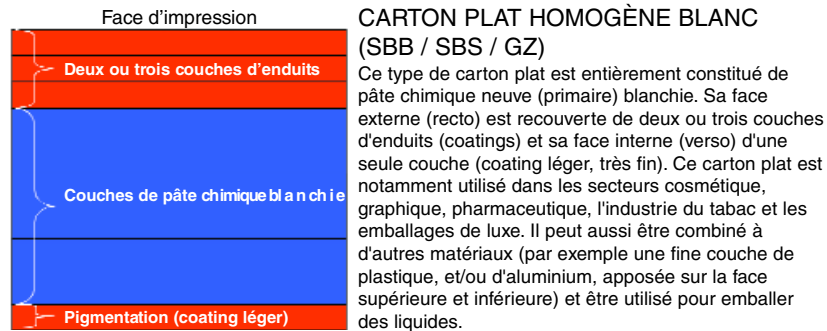 Face d'impression
Deux ou trois couches d'enduits
Couches de pâte chimique blanchie
Pigmentation (coating léger)
CARTON PLAT HOMOGÈNE BLANC
(SBB / SBS / GZ)
Ce type de carton plat est entièrement constitué de
pâte chimique neuve (primaire) blanchie. Sa face
externe (recto) est recouverte de deux ou trois couches
d'enduits (coatings) et sa face interne (verso) d'une
seule couche (coating léger, très fin). Ce carton plat est
notamment utilisé dans les secteurs cosmétique,
graphique, pharmaceutique, l'industrie du tabac et les
emballages de luxe. Il peut aussi être combiné à
d'autres matériaux (par exemple une fine couche de
plastique, et/ou d'aluminium, apposée sur la face
supérieure et inférieure) et être utilisé pour emballer
des liquides.